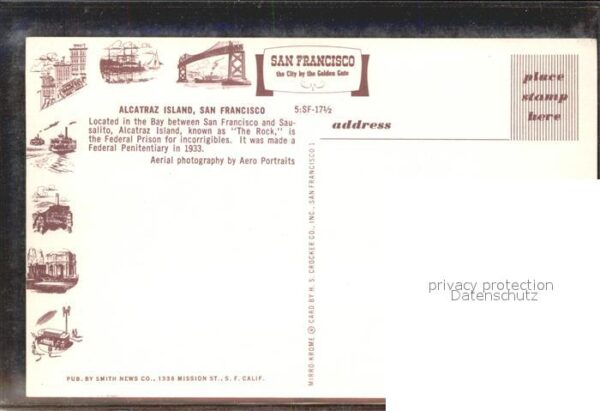 SAN FRANCISCO
the City by the Golden Gate
ALCATRAZ ISLAND, SAN FRANCISCO
5:SF-17½
Located in the Bay between San Francisco and Sau-
salito, Alcatraz Island, known as "The Rock," is
the Federal Prison for incorrigibles. It was made a
Federal Penitentiary in 1933.
Aerial photography by Aero Portraits
address
place
stamp
here
MIRRO-KROME ® CARD BY H. S. CROCKER CO., INC., SAN FRANCISCO 1
privacy protection
Datenschutz
PUB. BY SMITH NEWS CO., 1338 MISSION ST., S. F. CALIF.